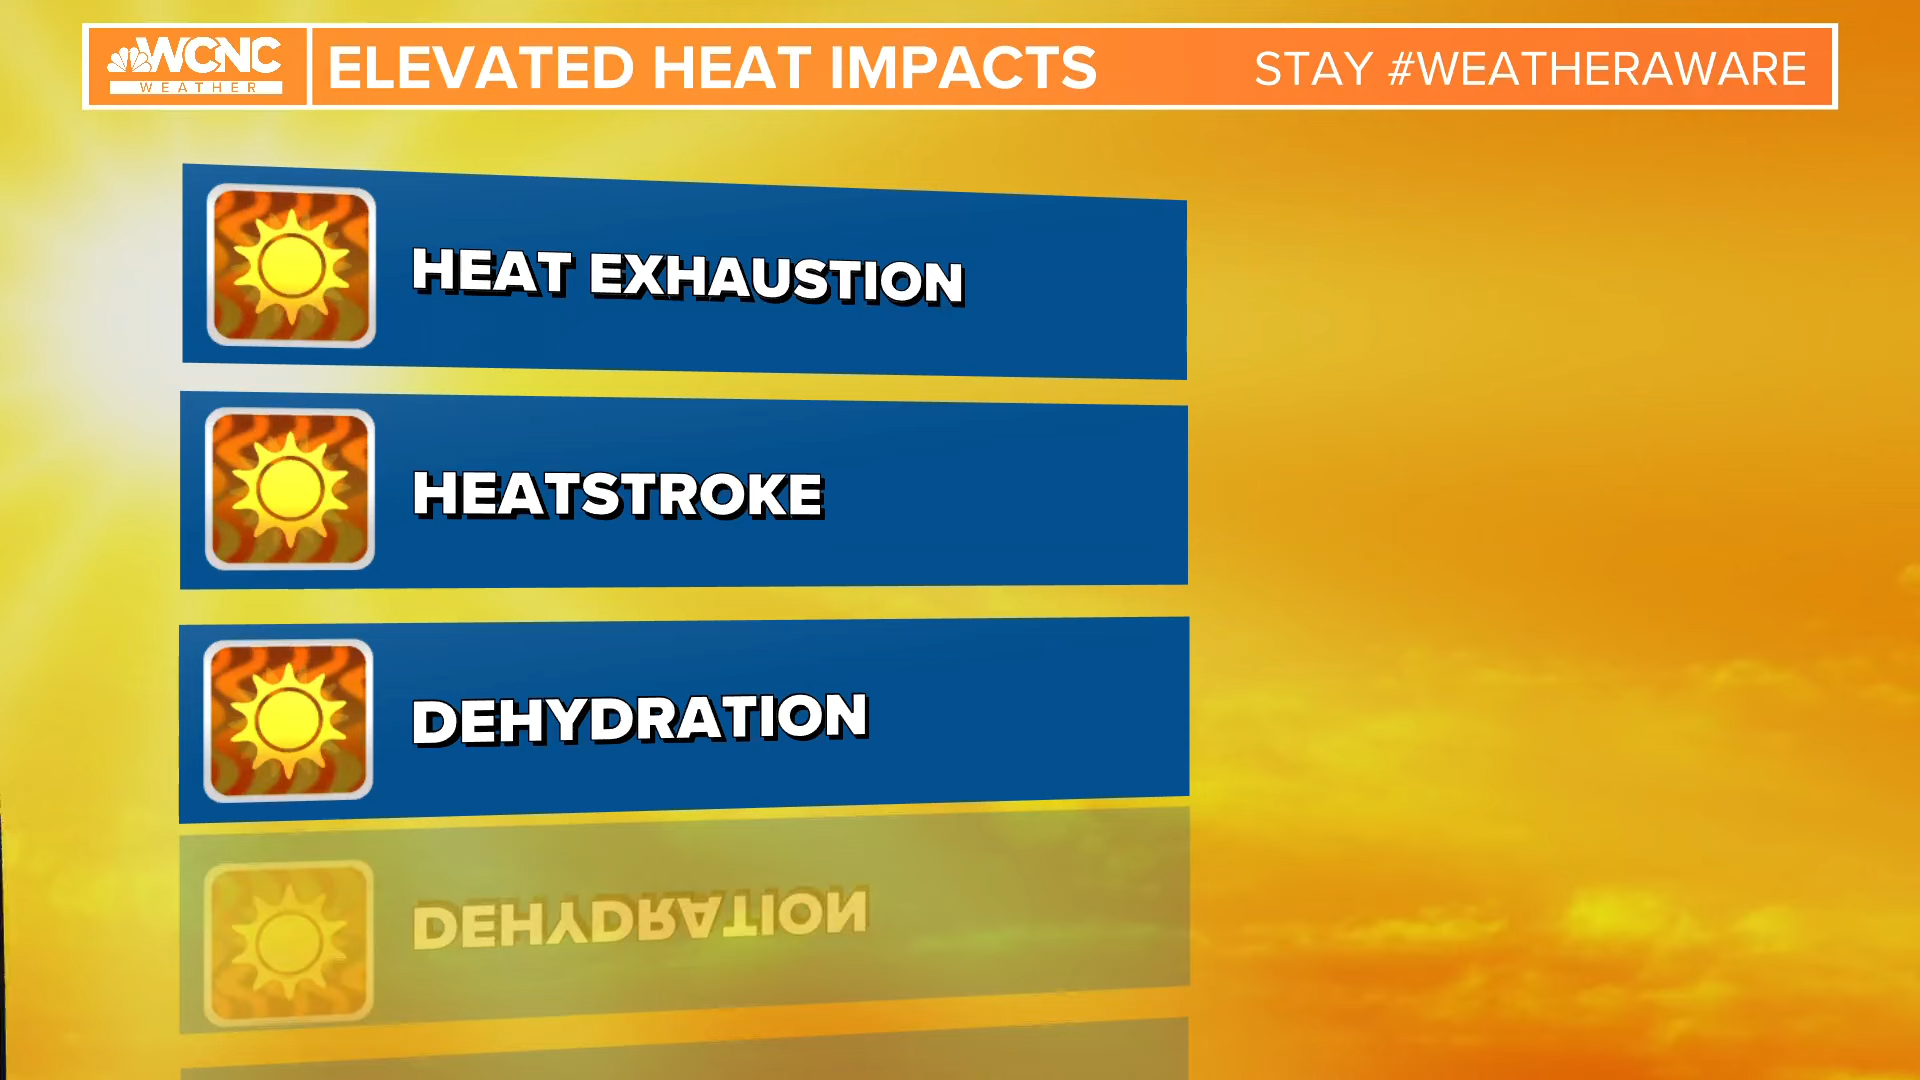 WCNC
WEATHER
ELEVATED HEAT IMPACTS
STAY #WEATHERAWARE
HEAT EXHAUSTION
HEATSTROKE
DEHYDRATION
DEHYDRATION